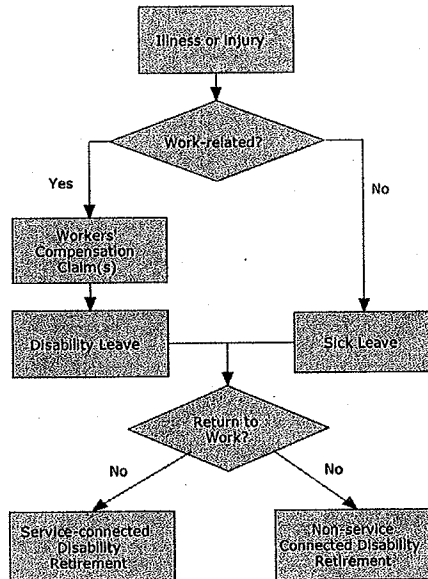 Illness or Injury
Work-related?
Yes
No
Workers'
Compensation
Claim(s)
Disability Leave
Sick Leave
Return to
Work?
No
No
Service-connected
Disability
Retirement
Non-service
Connected Disability
Retirement